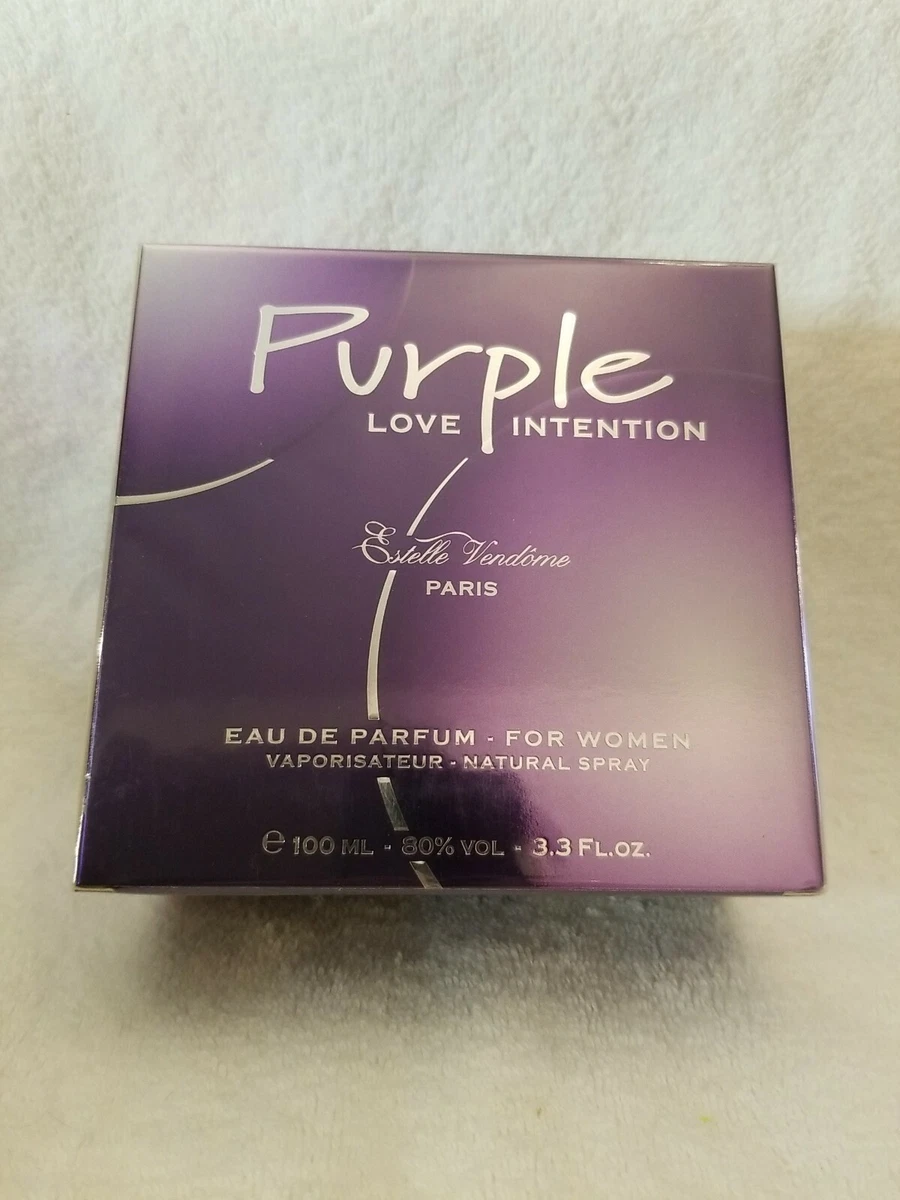 Purple
LOVE INTENTION
Estelle Vendôme
PARIS
EAU DE PARFUM - FOR WOMEN
VAPORISATEUR - NATURAL SPRAY
℮ 100 ML - 80% VOL - 3.3 FL.OZ.